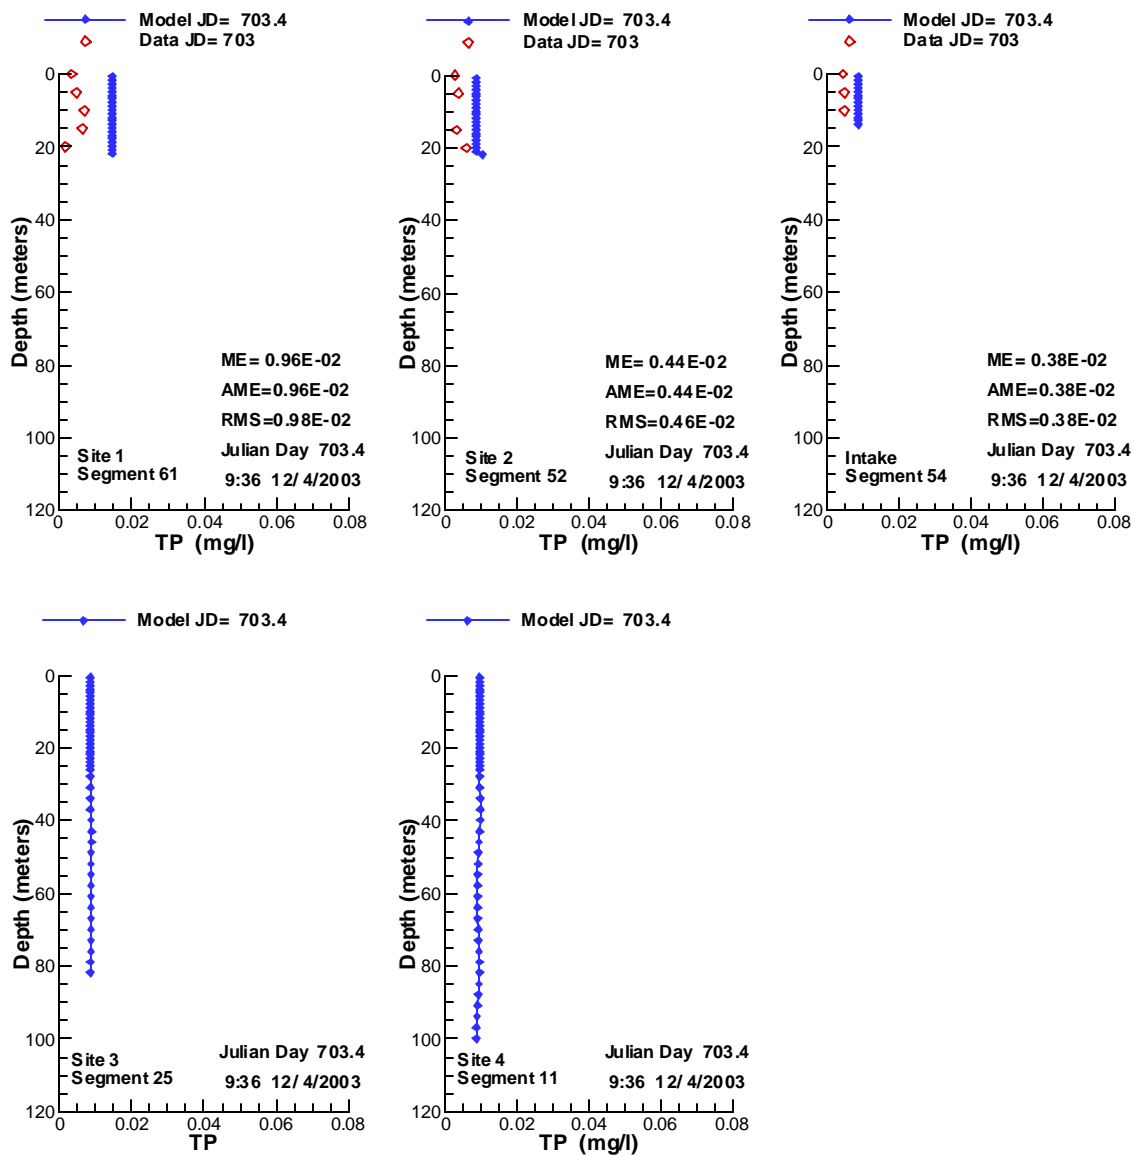 Model JD= 703.4
Data JD= 703
0
20
40
60
80
100
120
Depth (meters)
ME= 0.96E-02
AME=0.96E-02
RMS=0.98E-02
Julian Day 703.4
9:36 12/ 4/2003
Site 1
Segment 61
0 0.02 0.04 0.06 0.08
TP (mg/l)
Model JD= 703.4
Data JD= 703
0
20
40
60
80
100
120
Depth (meters)
ME= 0.44E-02
AME=0.44E-02
RMS=0.46E-02
Julian Day 703.4
9:36 12/ 4/2003
Site 2
Segment 52
0 0.02 0.04 0.06 0.08
TP (mg/l)
Model JD= 703.4
Data JD= 703
0
20
40
60
80
100
120
Depth (meters)
ME= 0.38E-02
AME=0.38E-02
RMS=0.38E-02
Julian Day 703.4
9:36 12/ 4/2003
Intake
Segment 54
0 0.02 0.04 0.06 0.08
TP (mg/l)
Model JD= 703.4
0
20
40
60
80
100
120
Depth (meters)
Site 3
Segment 25
Julian Day 703.4
9:36 12/ 4/2003
0 0.02 0.04 0.06 0.08
TP
Model JD= 703.4
0
20
40
60
80
100
120
Depth (meters)
Site 4
Segment 11
Julian Day 703.4
9:36 12/ 4/2003
0 0.02 0.04 0.06 0.08
TP (mg/l)